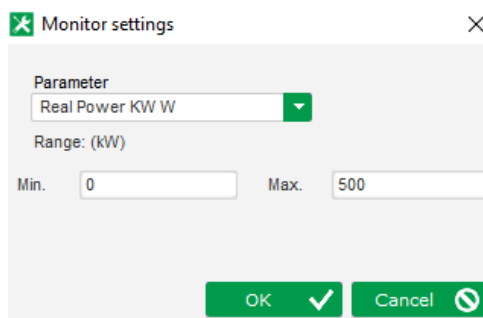 Monitor settings
Parameter
Real Power KW W
Range: (kW)
Min. 0 Max. 500
OK Cancel